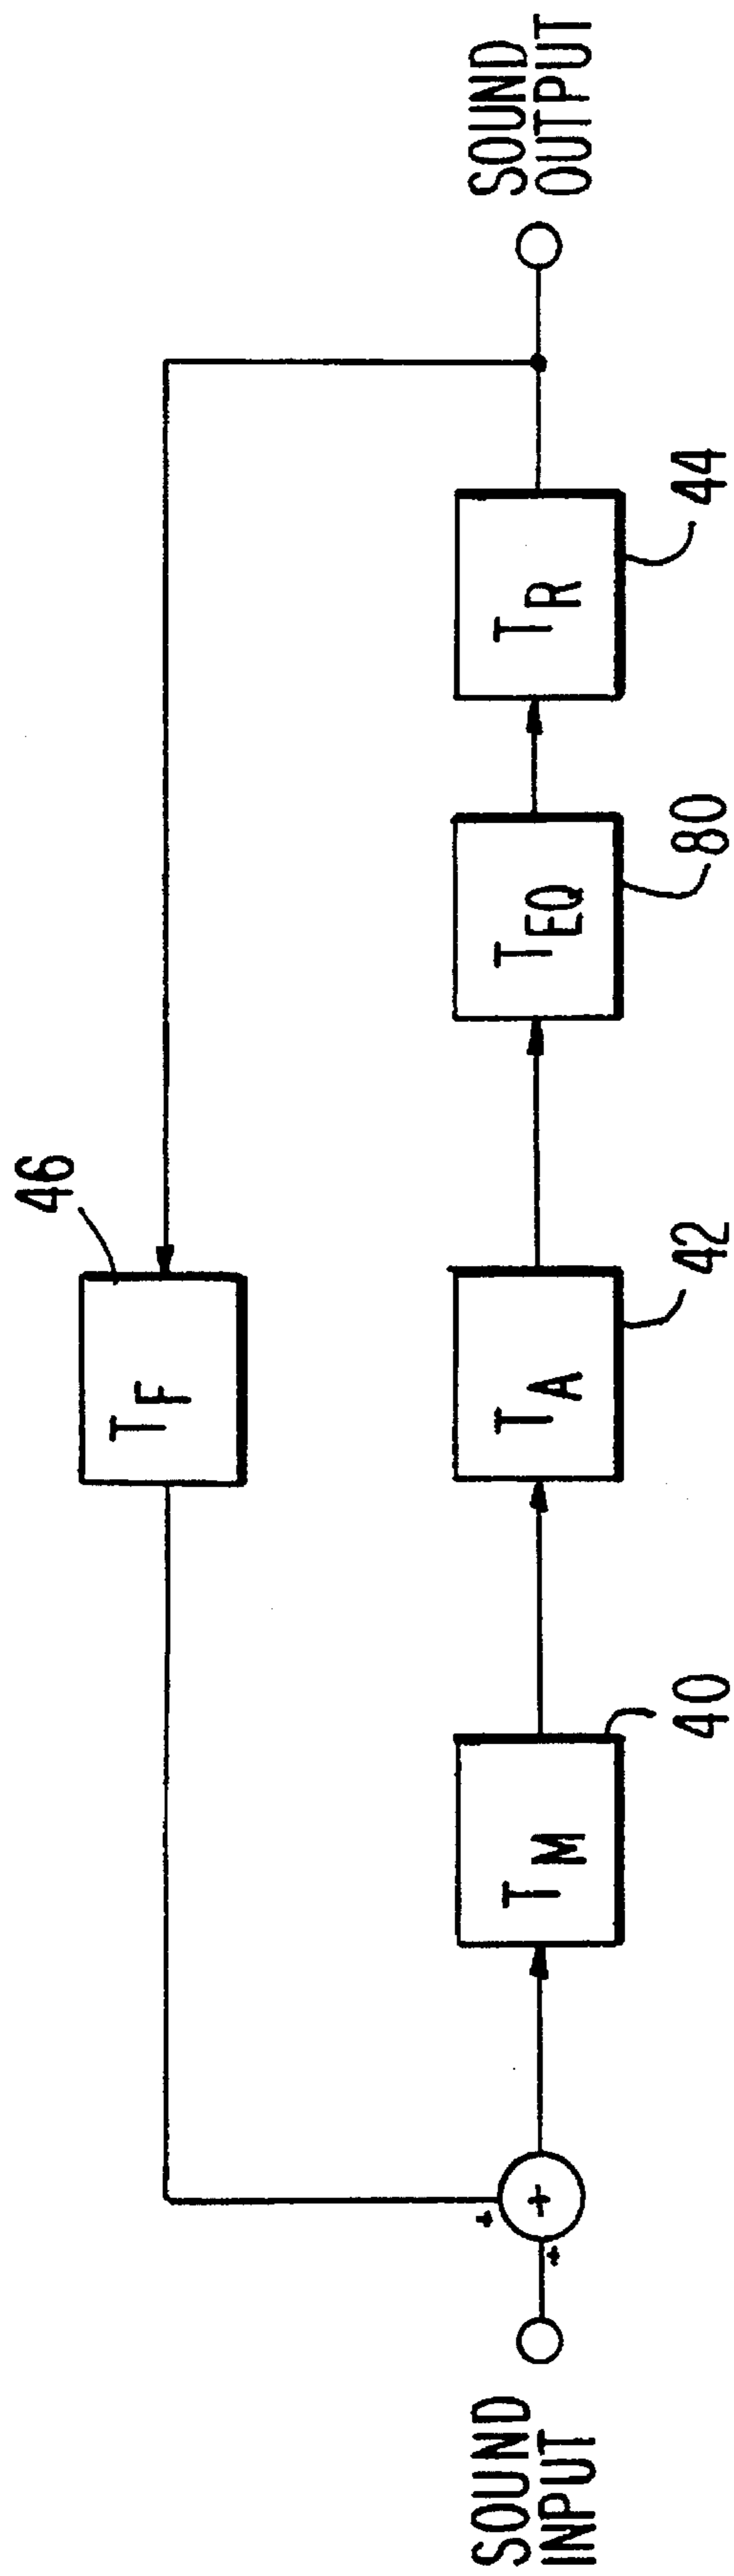 46
T_F
SOUND
INPUT
+
+
+
T_M
40
T_A
42
T_EQ
80
T_R
44
SOUND
OUTPUT